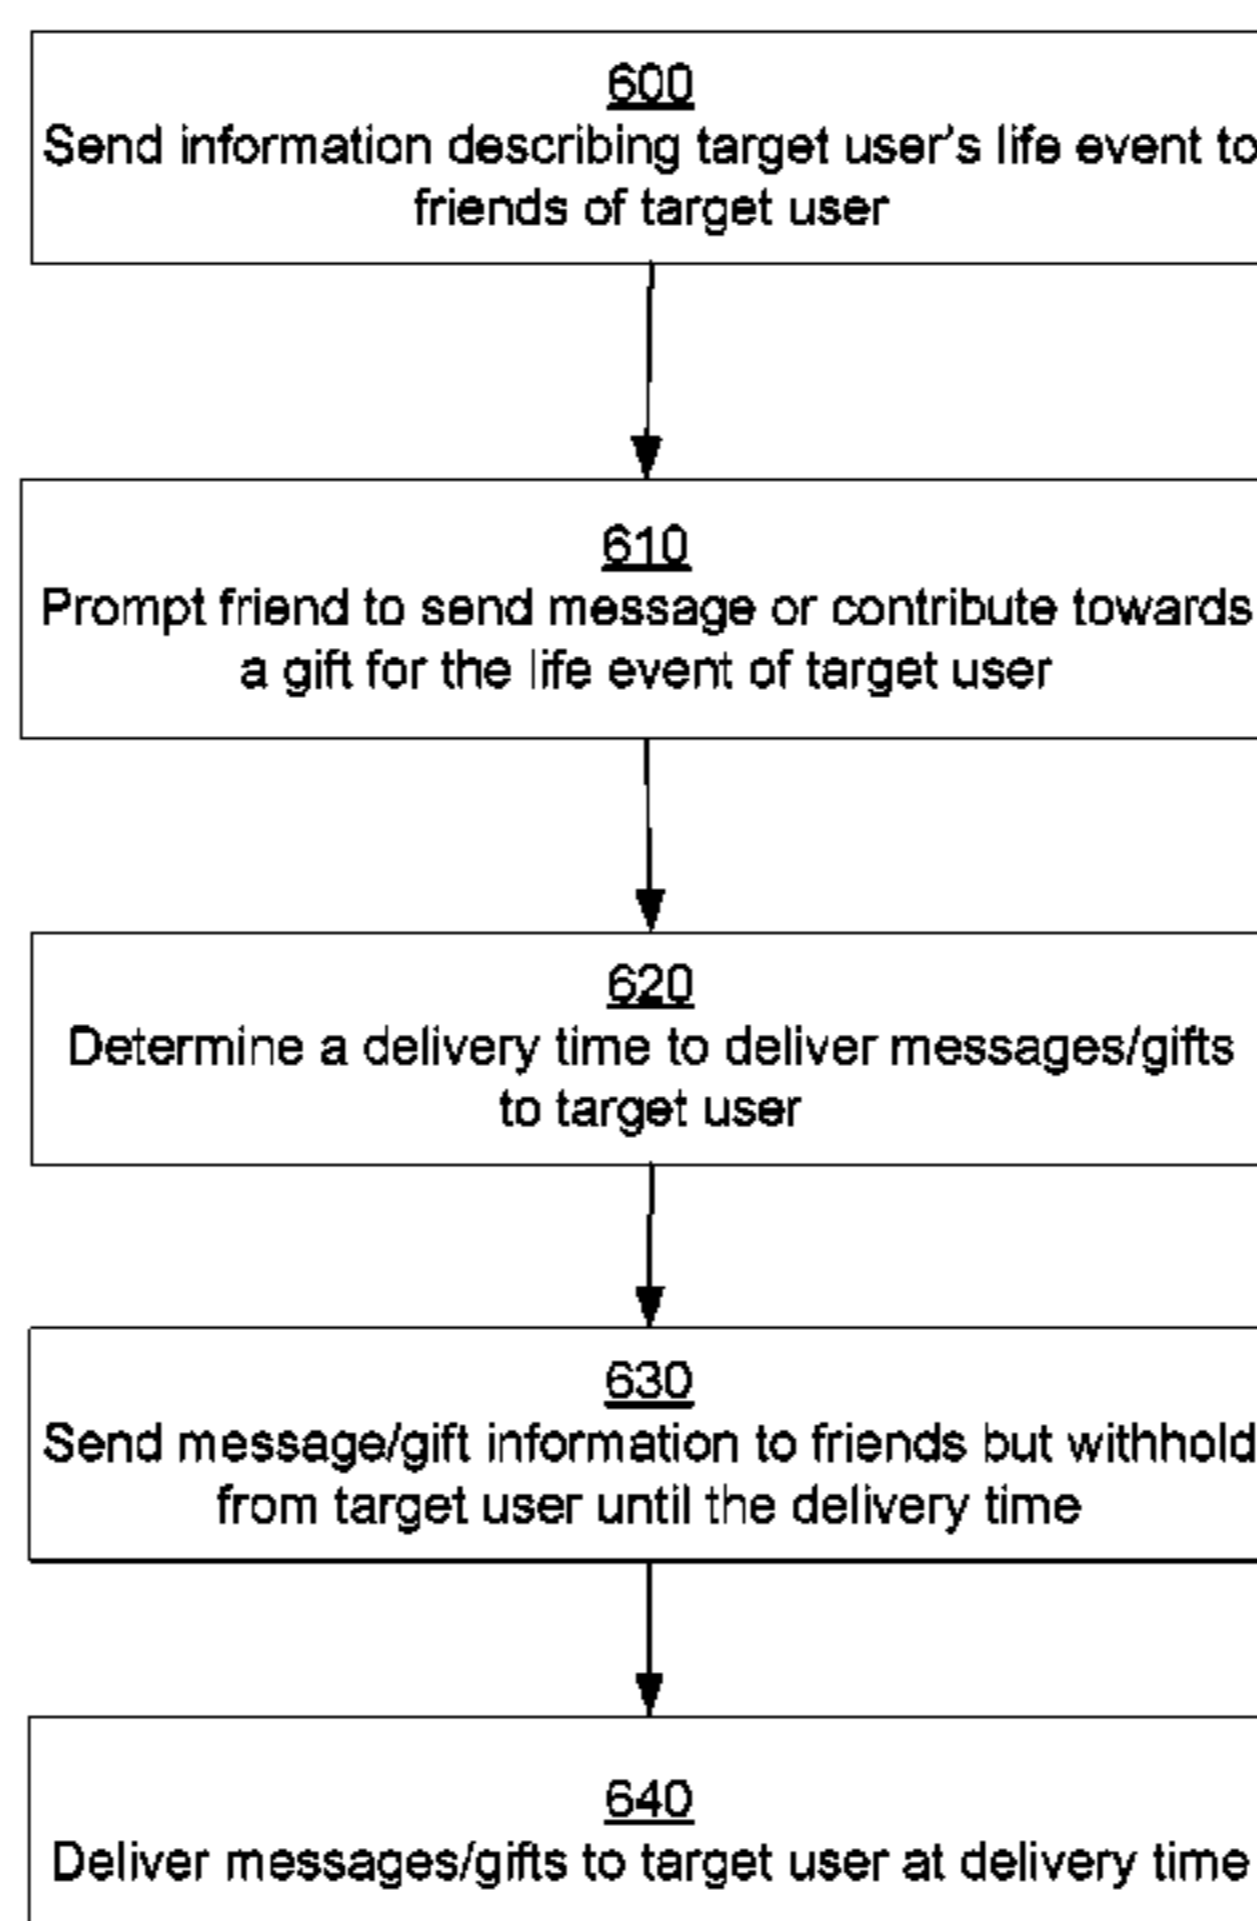 600
Send information describing target user's life event to
friends of target user
610
Prompt friend to send message or contribute towards
a gift for the life event of target user
620
Determine a delivery time to deliver messages/gifts
to target user
630
Send message/gift information to friends but withhold
from target user until the delivery time
640
Deliver messages/gifts to target user at delivery time